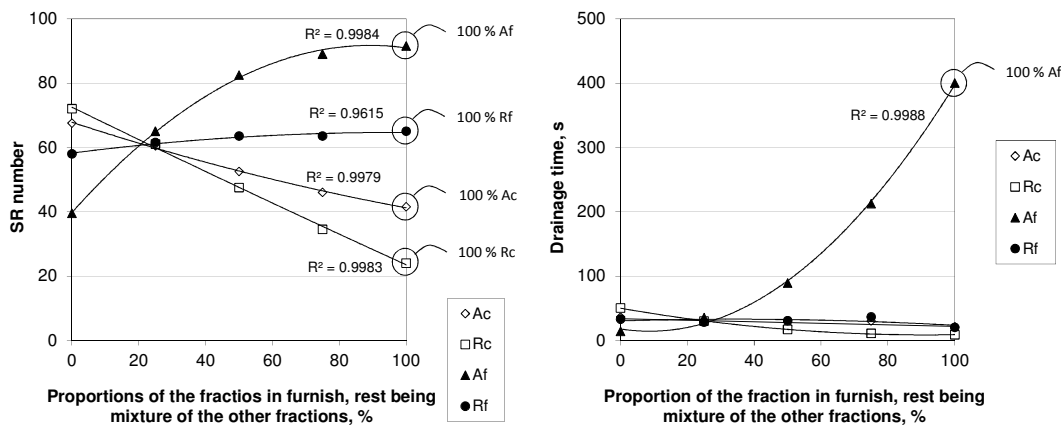 100
80
60
40
20
0
SR number
0
20
40
60
80
100
Proportions of the fractios in furnish, rest being
mixture of the other fractions, %
R² = 0.9984
R² = 0.9615
R² = 0.9979
R² = 0.9983
100 % Af
100 % Rf
100 % Ac
100 % Rc
Ac
Rc
Af
Rf
500
400
300
200
100
0
Drainage time, s
0
20
40
60
80
100
Proportion of the fraction in furnish, rest being
mixture of the other fractions, %
R² = 0.9988
100 % Af
Ac
Rc
Af
Rf